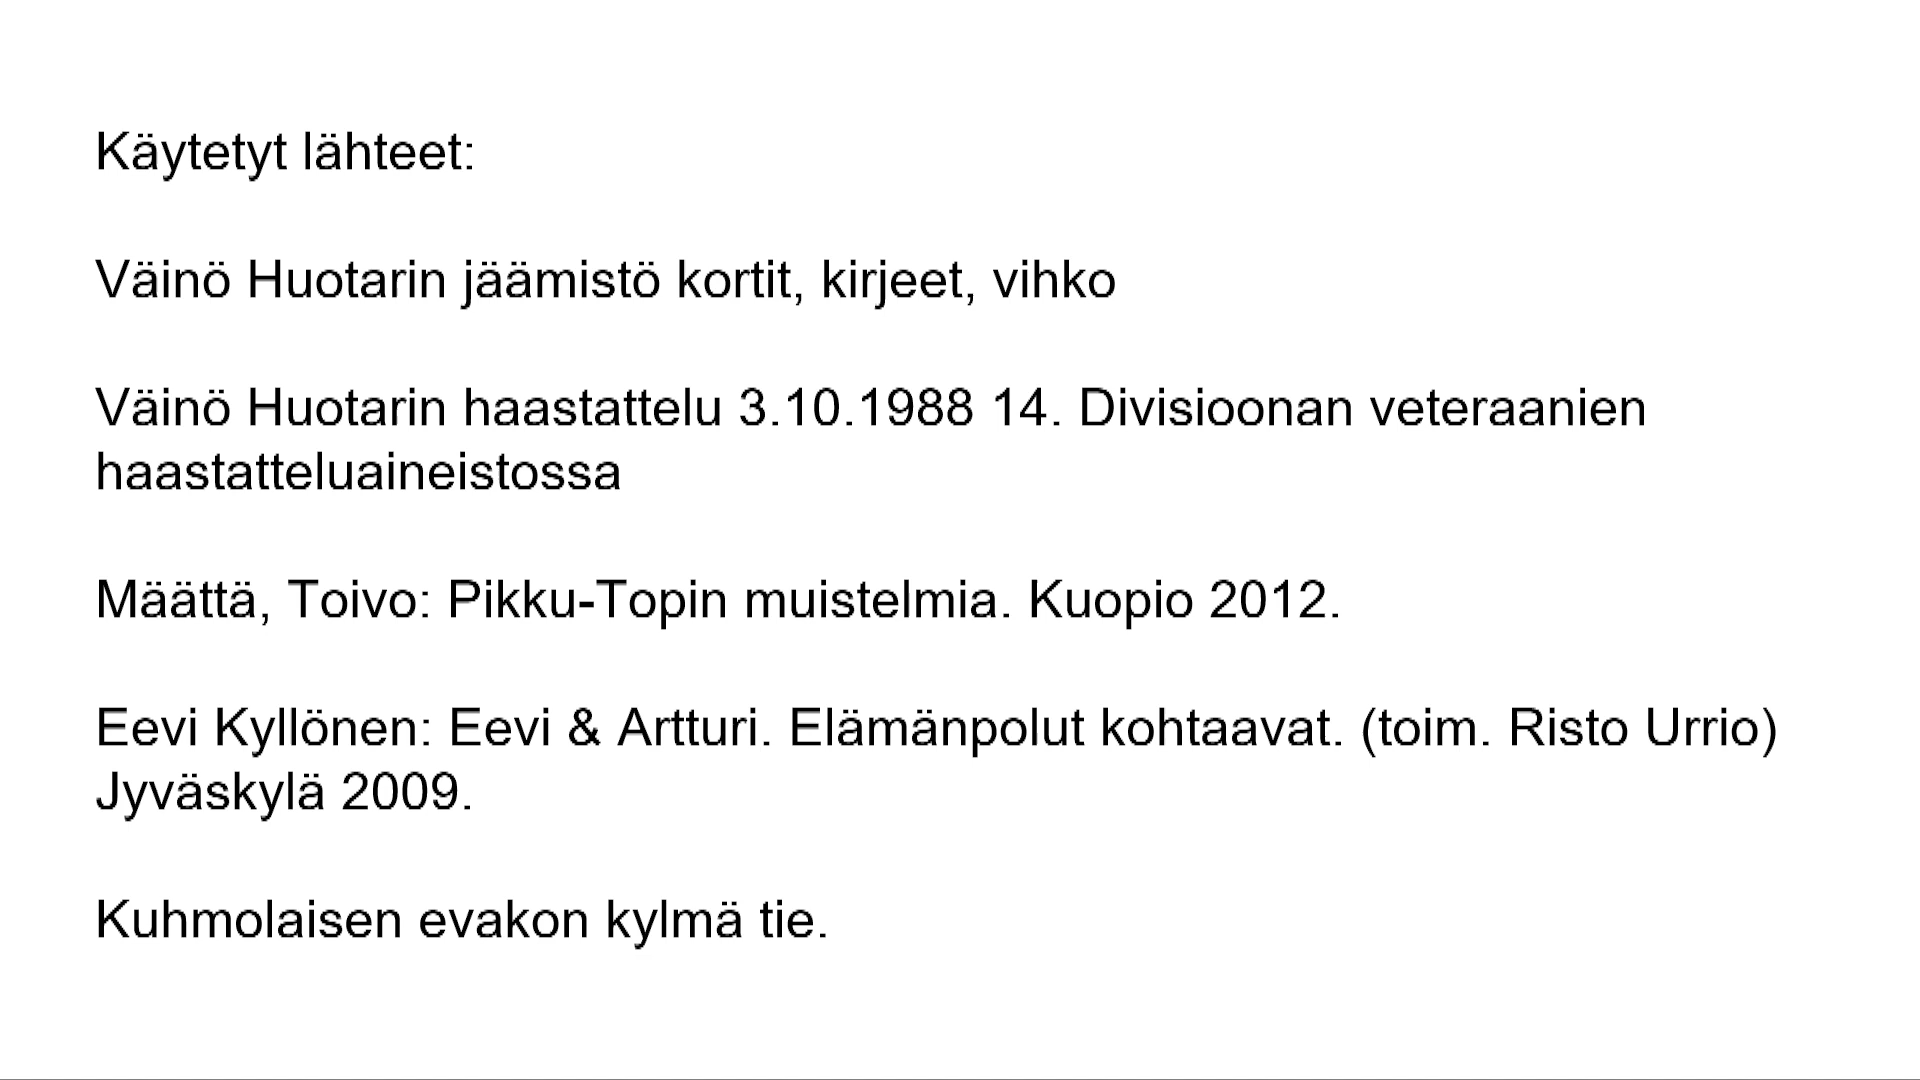 Käytetyt lähteet:
Väinö Huotarin jäämistö kortit, kirjeet, vihko
Väinö Huotarin haastattelu 3.10.1988 14. Divisioonan veteraanien
haastatteluaineistossa
Määttä, Toivo: Pikku-Topin muistelmia. Kuopio 2012.
Eevi Kyllönen: Eevi & Artturi. Elämänpolut kohtaavat. (toim. Risto Urrio)
Jyväskylä 2009.
Kuhmolaisen evakon kylmä tie.